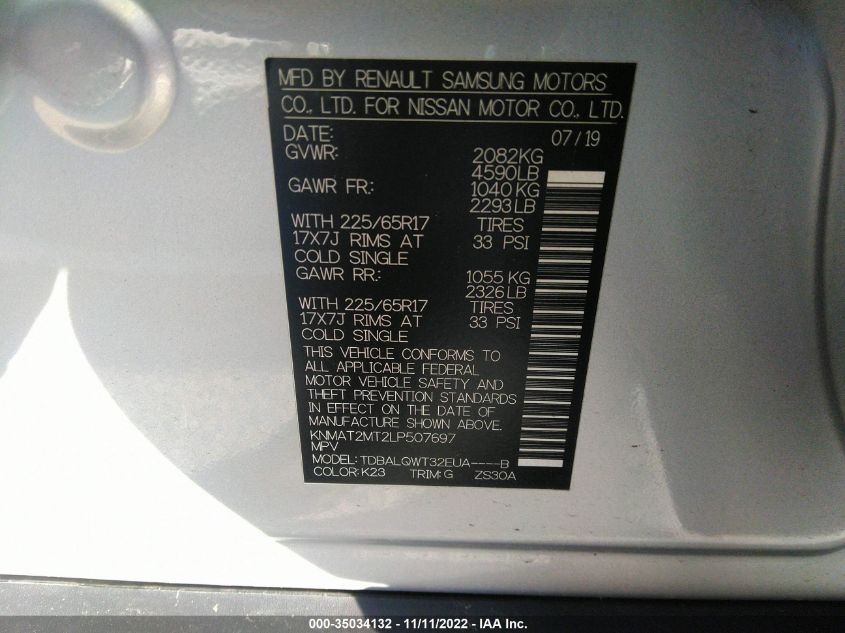 MFD BY RENAULT SAMSUNG MOTORS
CO., LTD. FOR NISSAN MOTOR CO., LTD.
DATE: 07/19
GVWR: 2082KG
4590LB
GAWR FR.: 1040KG
2293LB
WITH 225/65R17 TIRES
17X7J RIMS AT 33 PSI
COLD SINGLE
GAWR RR.: 1055KG
2326LB
WITH 225/65R17 TIRES
17X7J RIMS AT 33 PSI
COLD SINGLE
THIS VEHICLE CONFORMS TO
ALL APPLICABLE FEDERAL
MOTOR VEHICLE SAFETY AND
THEFT PREVENTION STANDARDS
IN EFFECT ON THE DATE OF
MANUFACTURE SHOWN ABOVE.
KNMAT2MT2LP507697
MPV
MODEL: TDBALQWT32EUA----B
COLOR: K23 TRIM: G ZS30A
000-35034132 - 11/11/2022 - IAA Inc.